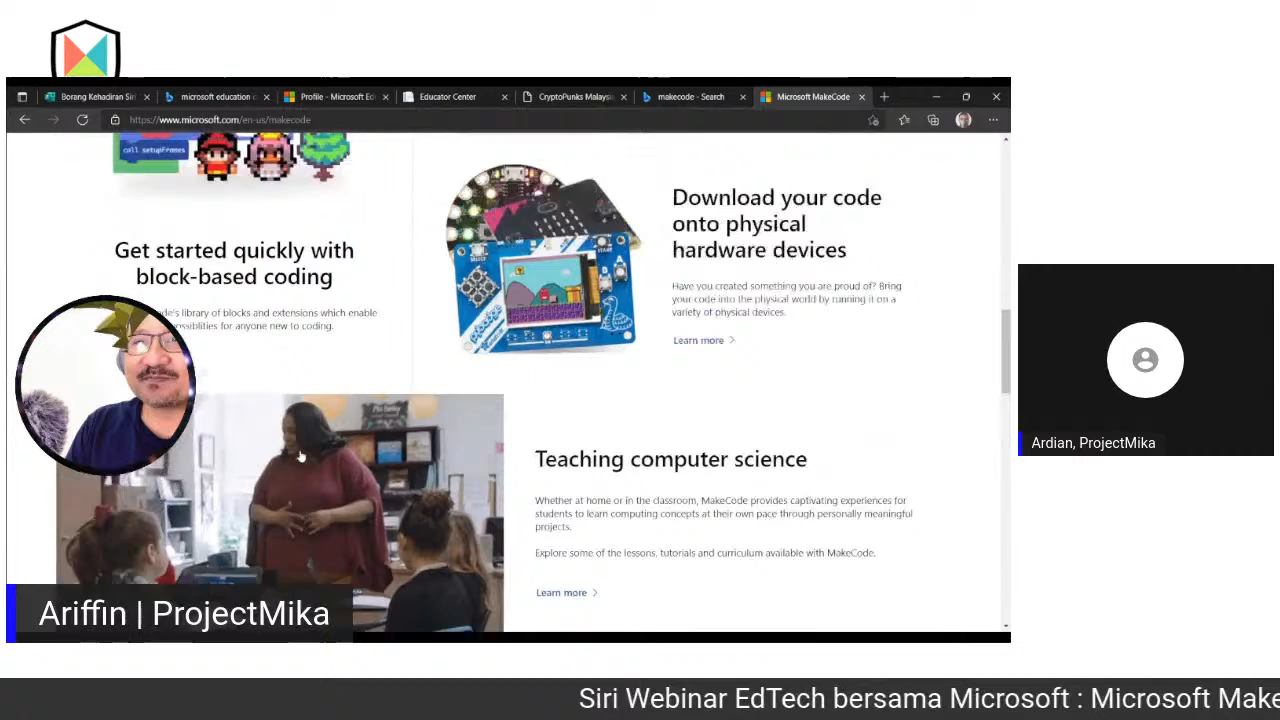 Borang Kehadiran Siri
microsoft education
Profile - Microsoft Ed
Educator Center
CryptoPunks Malaysi
makecode - Search
Microsoft MakeCode
https://www.microsoft.com/en-us/makecode
call setupFrames
Get started quickly with
block-based coding
code's library of blocks and extensions which enable
possiblities for anyone new to coding.
SELECT
START
A
B
Download your code
onto physical
hardware devices
Have you created something you are proud of? Bring
your code into the physical world by running it on a
variety of physical devices.
Learn more
Teaching computer science
Whether at home or in the classroom, MakeCode provides captivating experiences for
students to learn computing concepts at their own pace through personally meaningful
projects.
Explore some of the lessons, tutorials and curriculum available with MakeCode.
Learn more
Ariffin | ProjectMika
Ardian, ProjectMika
Siri Webinar EdTech bersama Microsoft : Microsoft Make